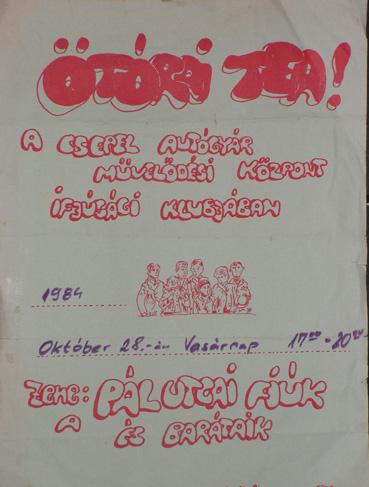 ÖTÓRAI TEA!
A CSEPEL AUTÓGYÁR
MŰVELŐDÉSI KÖZPONT
IFJÚSÁGI KLUBJÁBAN
1984
Október 28.-án Vasárnap 17⁰⁰-20⁰⁰
Zene: PÁL UTCAI FIÚK
A ÉS BARÁTAIK